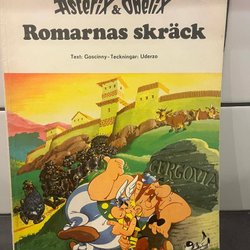 Asterix & Obelix
Romarnas skräck
Text: Goscinny-Teckningar: Uderzo
GERGOVIA